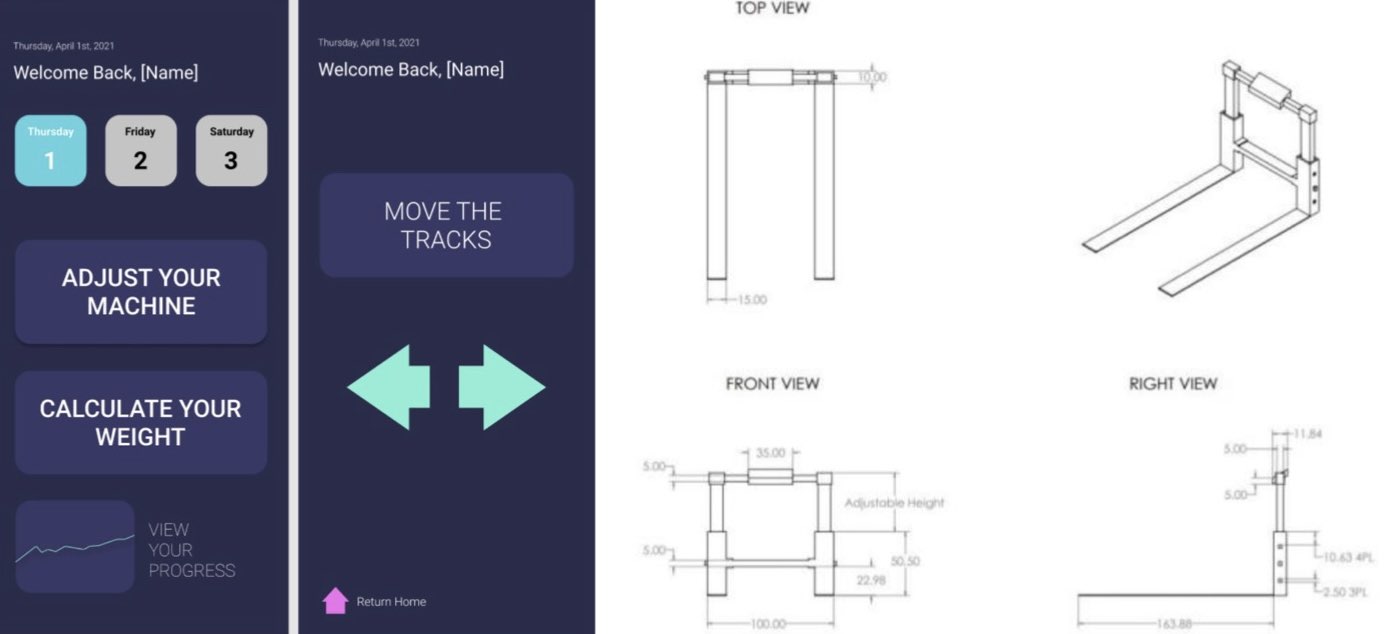 Thursday, April 1st, 2021
Welcome Back, [Name]
Thursday
1
Friday
2
Saturday
3
ADJUST YOUR
MACHINE
CALCULATE YOUR
WEIGHT
VIEW
YOUR
PROGRESS
Thursday, April 1st, 2021
Welcome Back, [Name]
MOVE THE
TRACKS
Return Home
TOP VIEW
10.00
15.00
FRONT VIEW
35.00
5.00
Adjustable Height
5.00
50.50
22.98
100.00
RIGHT VIEW
11.84
5.00
5.00
10.63 4PL
2.50 3PL
163.88